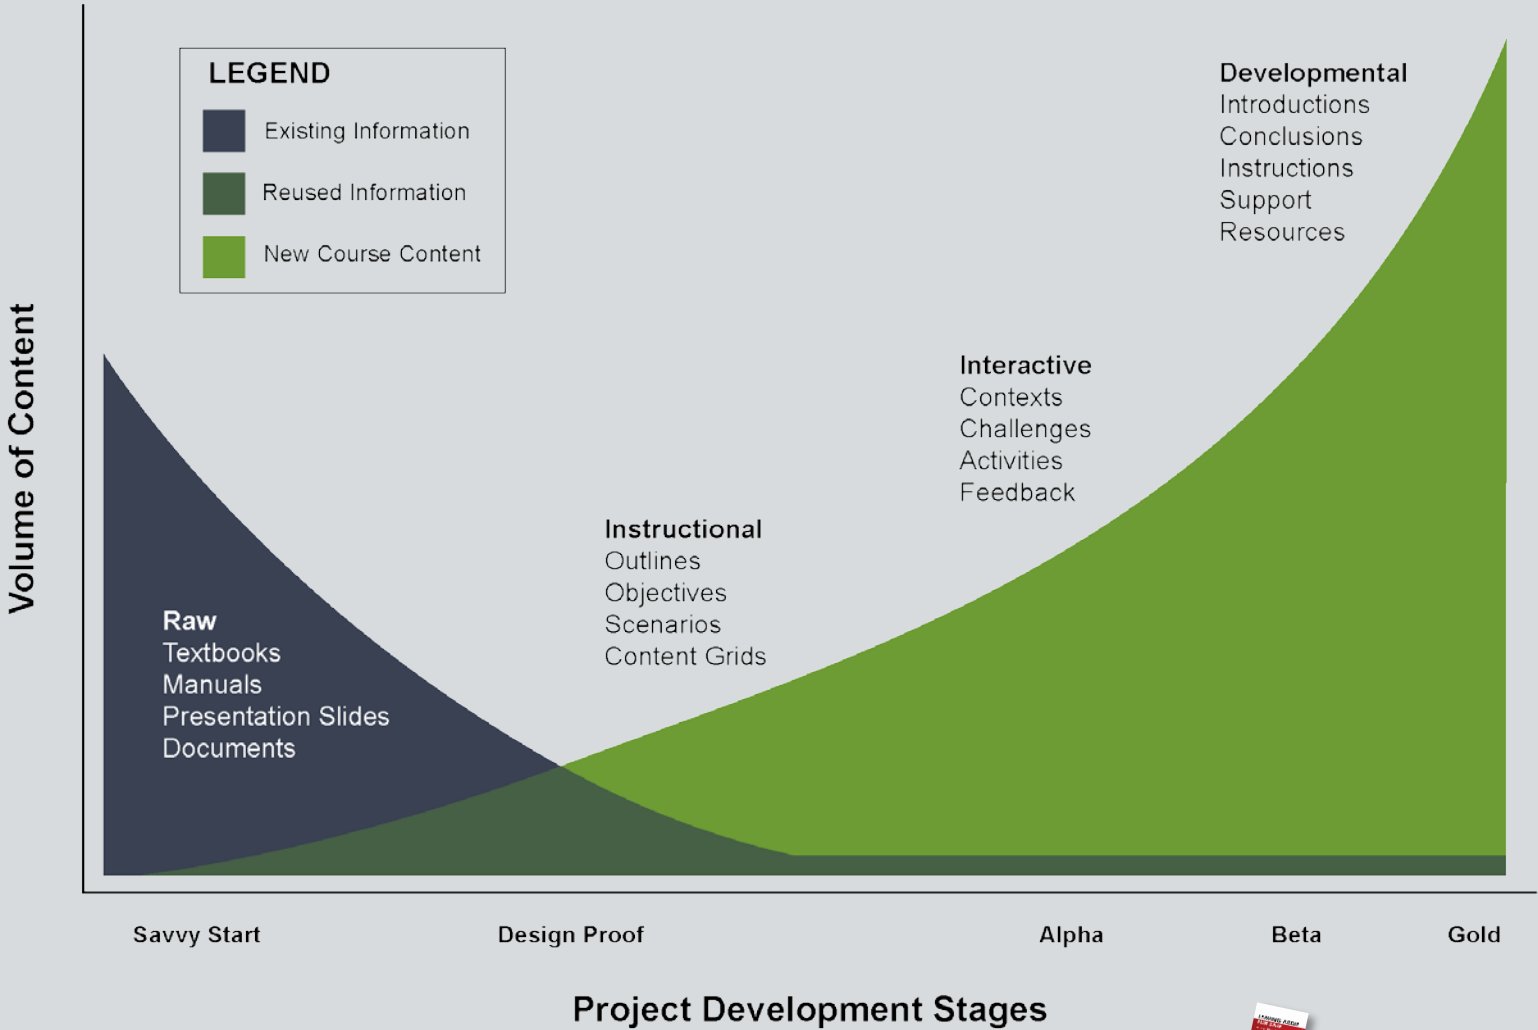 LEGEND
Existing Information
Reused Information
New Course Content
Developmental
Introductions
Conclusions
Instructions
Support
Resources
Interactive
Contexts
Challenges
Activities
Feedback
Instructional
Outlines
Objectives
Scenarios
Content Grids
Raw
Textbooks
Manuals
Presentation Slides
Documents
Volume of Content
Savvy Start
Design Proof
Alpha
Beta
Gold
Project Development Stages